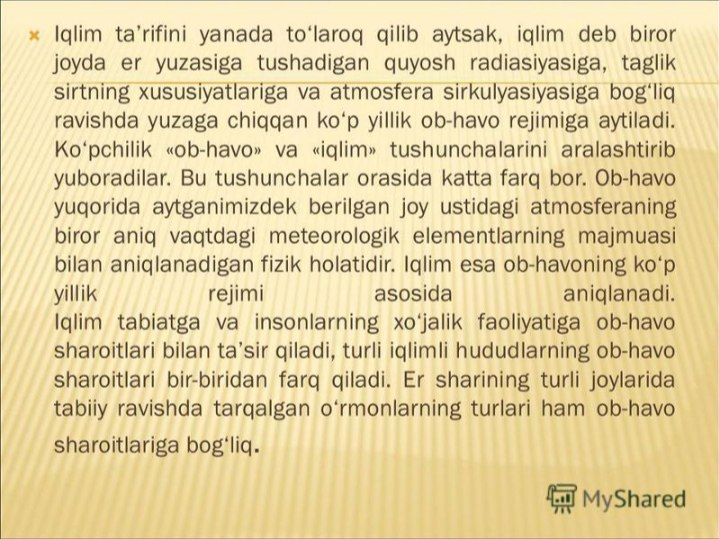 Iqlim ta’rifini yanada to‘laroq qilib aytsak, iqlim deb biror
joyda er yuzasiga tushadigan quyosh radiasiyasiga, taglik
sirtning xususiyatlariga va atmosfera sirkulyasiyasiga bog‘liq
ravishda yuzaga chiqqan ko‘p yillik ob-havo rejimiga aytiladi.
Ko‘pchilik «ob-havo» va «iqlim» tushunchalarini aralashtirib
yuboradilar. Bu tushunchalar orasida katta farq bor. Ob-havo
yuqorida aytganimizdek berilgan joy ustidagi atmosferaning
biror aniq vaqtdagi meteorologik elementlarning majmuasi
bilan aniqlanadigan fizik holatidir. Iqlim esa ob-havoning ko‘p
yillik rejimi asosida aniqlanadi.
Iqlim tabiatga va insonlarning xo‘jalik faoliyatiga ob-havo
sharoitlari bilan ta’sir qiladi, turli iqlimli hududlarning ob-havo
sharoitlari bir-biridan farq qiladi. Er sharining turli joylarida
tabiiy ravishda tarqalgan o‘rmonlarning turlari ham ob-havo
sharoitlariga bog‘liq.
MyShared